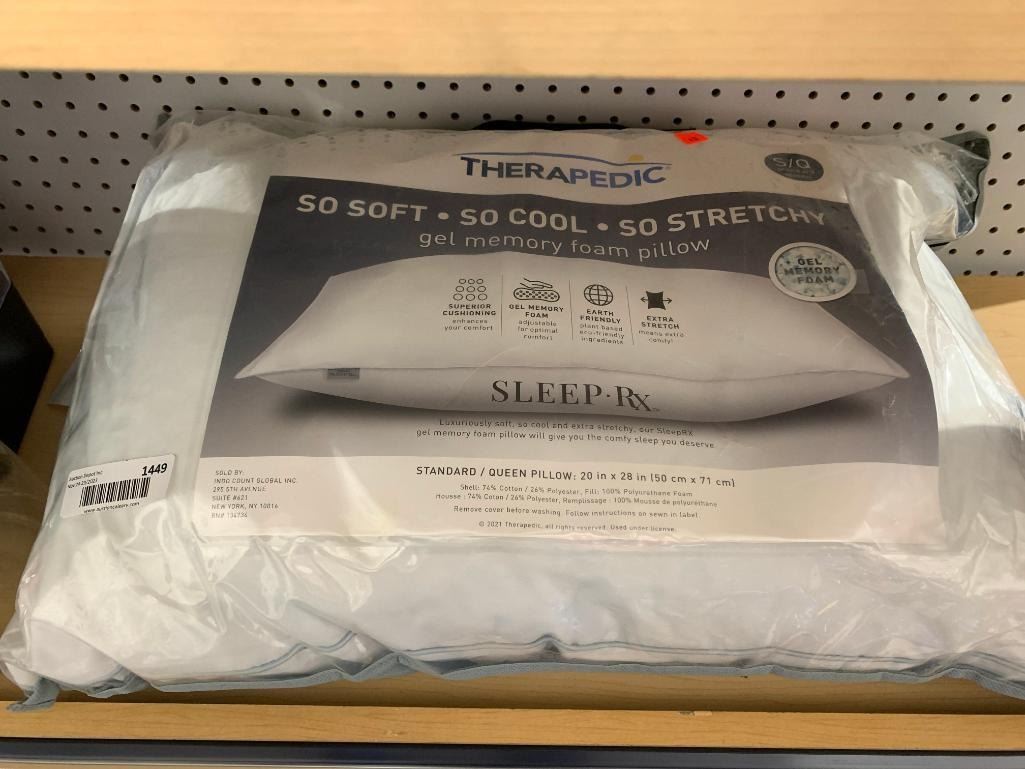 THERAPEDIC
S/Q
SO SOFT • SO COOL • SO STRETCHY
gel memory foam pillow
GEL
MEMORY
FOAM
SUPERIOR
CUSHIONING
enhances
your comfort
GEL MEMORY
FOAM
adjustable
for optimal
comfort
EARTH
FRIENDLY
plant based
eco-friendly
ingredients
EXTRA
STRETCH
means extra
comfy!
SLEEP·Rx
Luxuriously soft, so cool and extra stretchy, our SleepRX
gel memory foam pillow will give you the comfy sleep you deserve.
STANDARD / QUEEN PILLOW: 20 in x 28 in (50 cm x 71 cm)
Shell: 74% Cotton / 26% Polyester, Fill: 100% Polyurethane Foam
Housse : 74% Coton / 26% Polyester, Remplissage : 100% Mousse de polyuréthane
Remove cover before washing. Follow instructions on sewn in label.
© 2021 Therapedic, all rights reserved. Used under license.
SOLD BY:
INDO COUNT GLOBAL INC.
295 5TH AVENUE
SUITE #621
NEW YORK, NY 10016
RN# 136736
Auction Depot Inc
1449